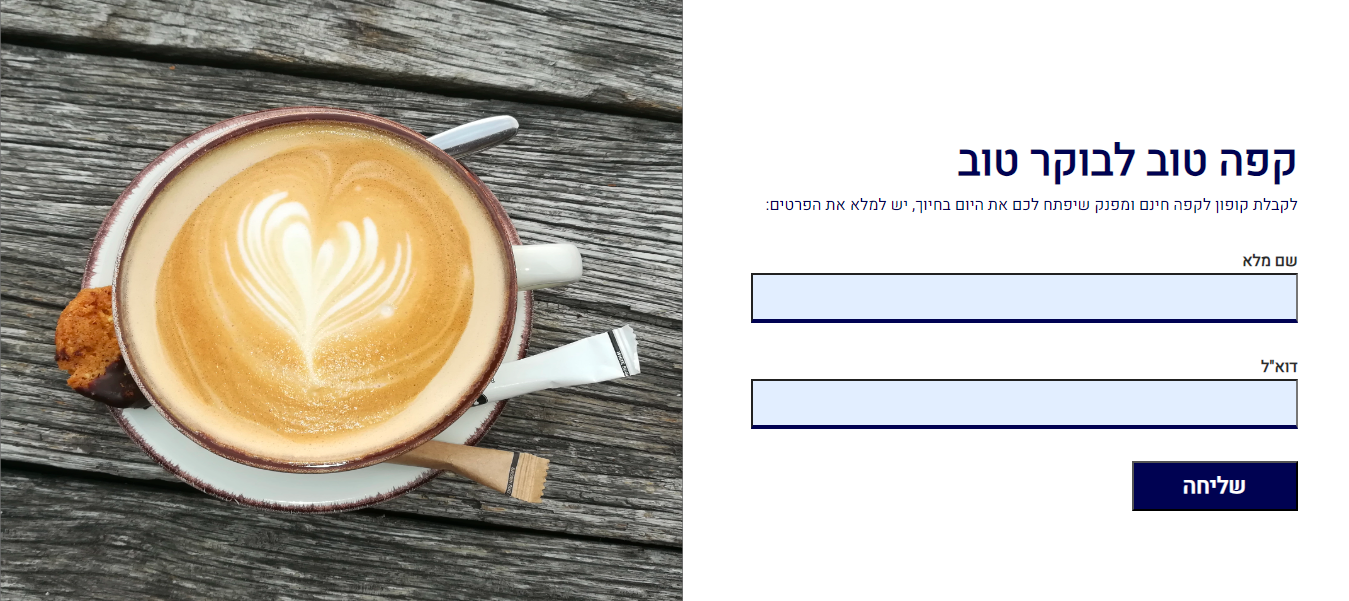 קפה טוב לבוקר טוב
לקבלת קופון לקפה חינם ומפנק שיפתח לכם את היום בחיוך, יש למלא את הפרטים:
שם מלא
דוא"ל
שליחה